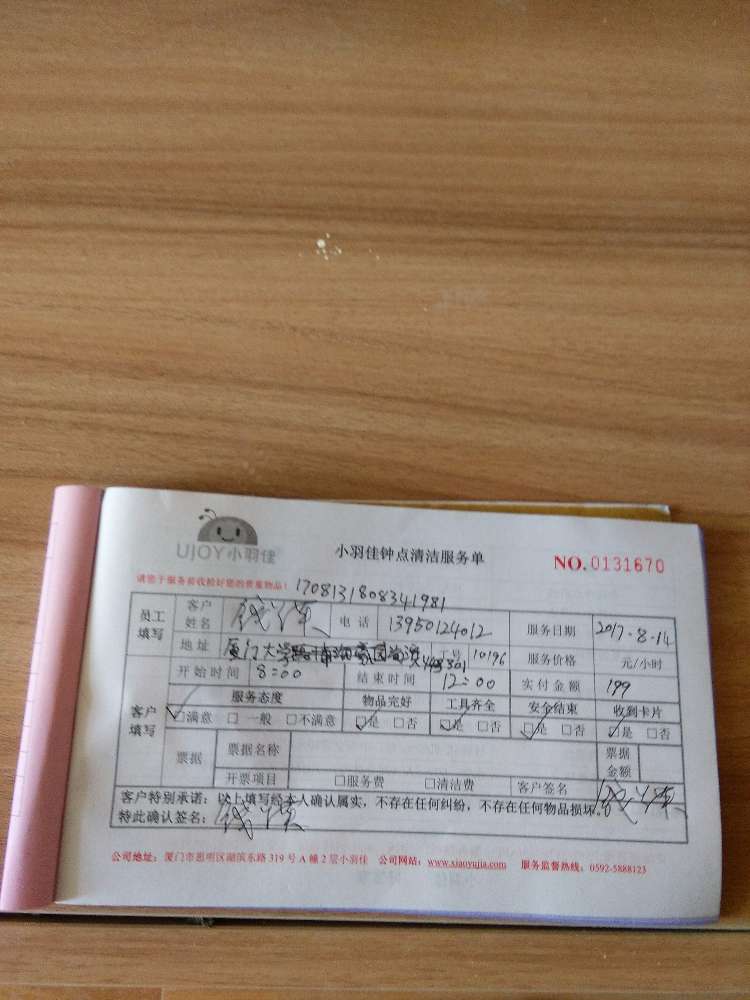 UJOY小羽佳
小羽佳钟点清洁服务单
NO.0131670
请您于服务前收拾好您的贵重物品!
1708131808341981
员工填写 客户姓名 钱 电话 13950124012 服务日期 2017.8.14
地址 厦门大学 301 工号 10196 服务价格 元/小时
开始时间 8:00 结束时间 12:00 实付金额 199
客户填写 服务态度 物品完好 工具齐全 安全结束 收到卡片
☑满意 □一般 □不满意 ☑是 □否 ☑是 □否 ☑是 □否 ☑是 □否
票据 票据名称 票据金额
开票项目 □服务费 □清洁费 客户签名 钱
客户特别承诺:以上填写经本人确认属实,不存在任何纠纷,不存在任何物品损坏。
特此确认签名: 钱
公司地址:厦门市思明区湖滨东路 319 号 A 幢 2 层小羽佳 公司网站:www.xiaoyujia.com 服务监督热线:0592-5888123